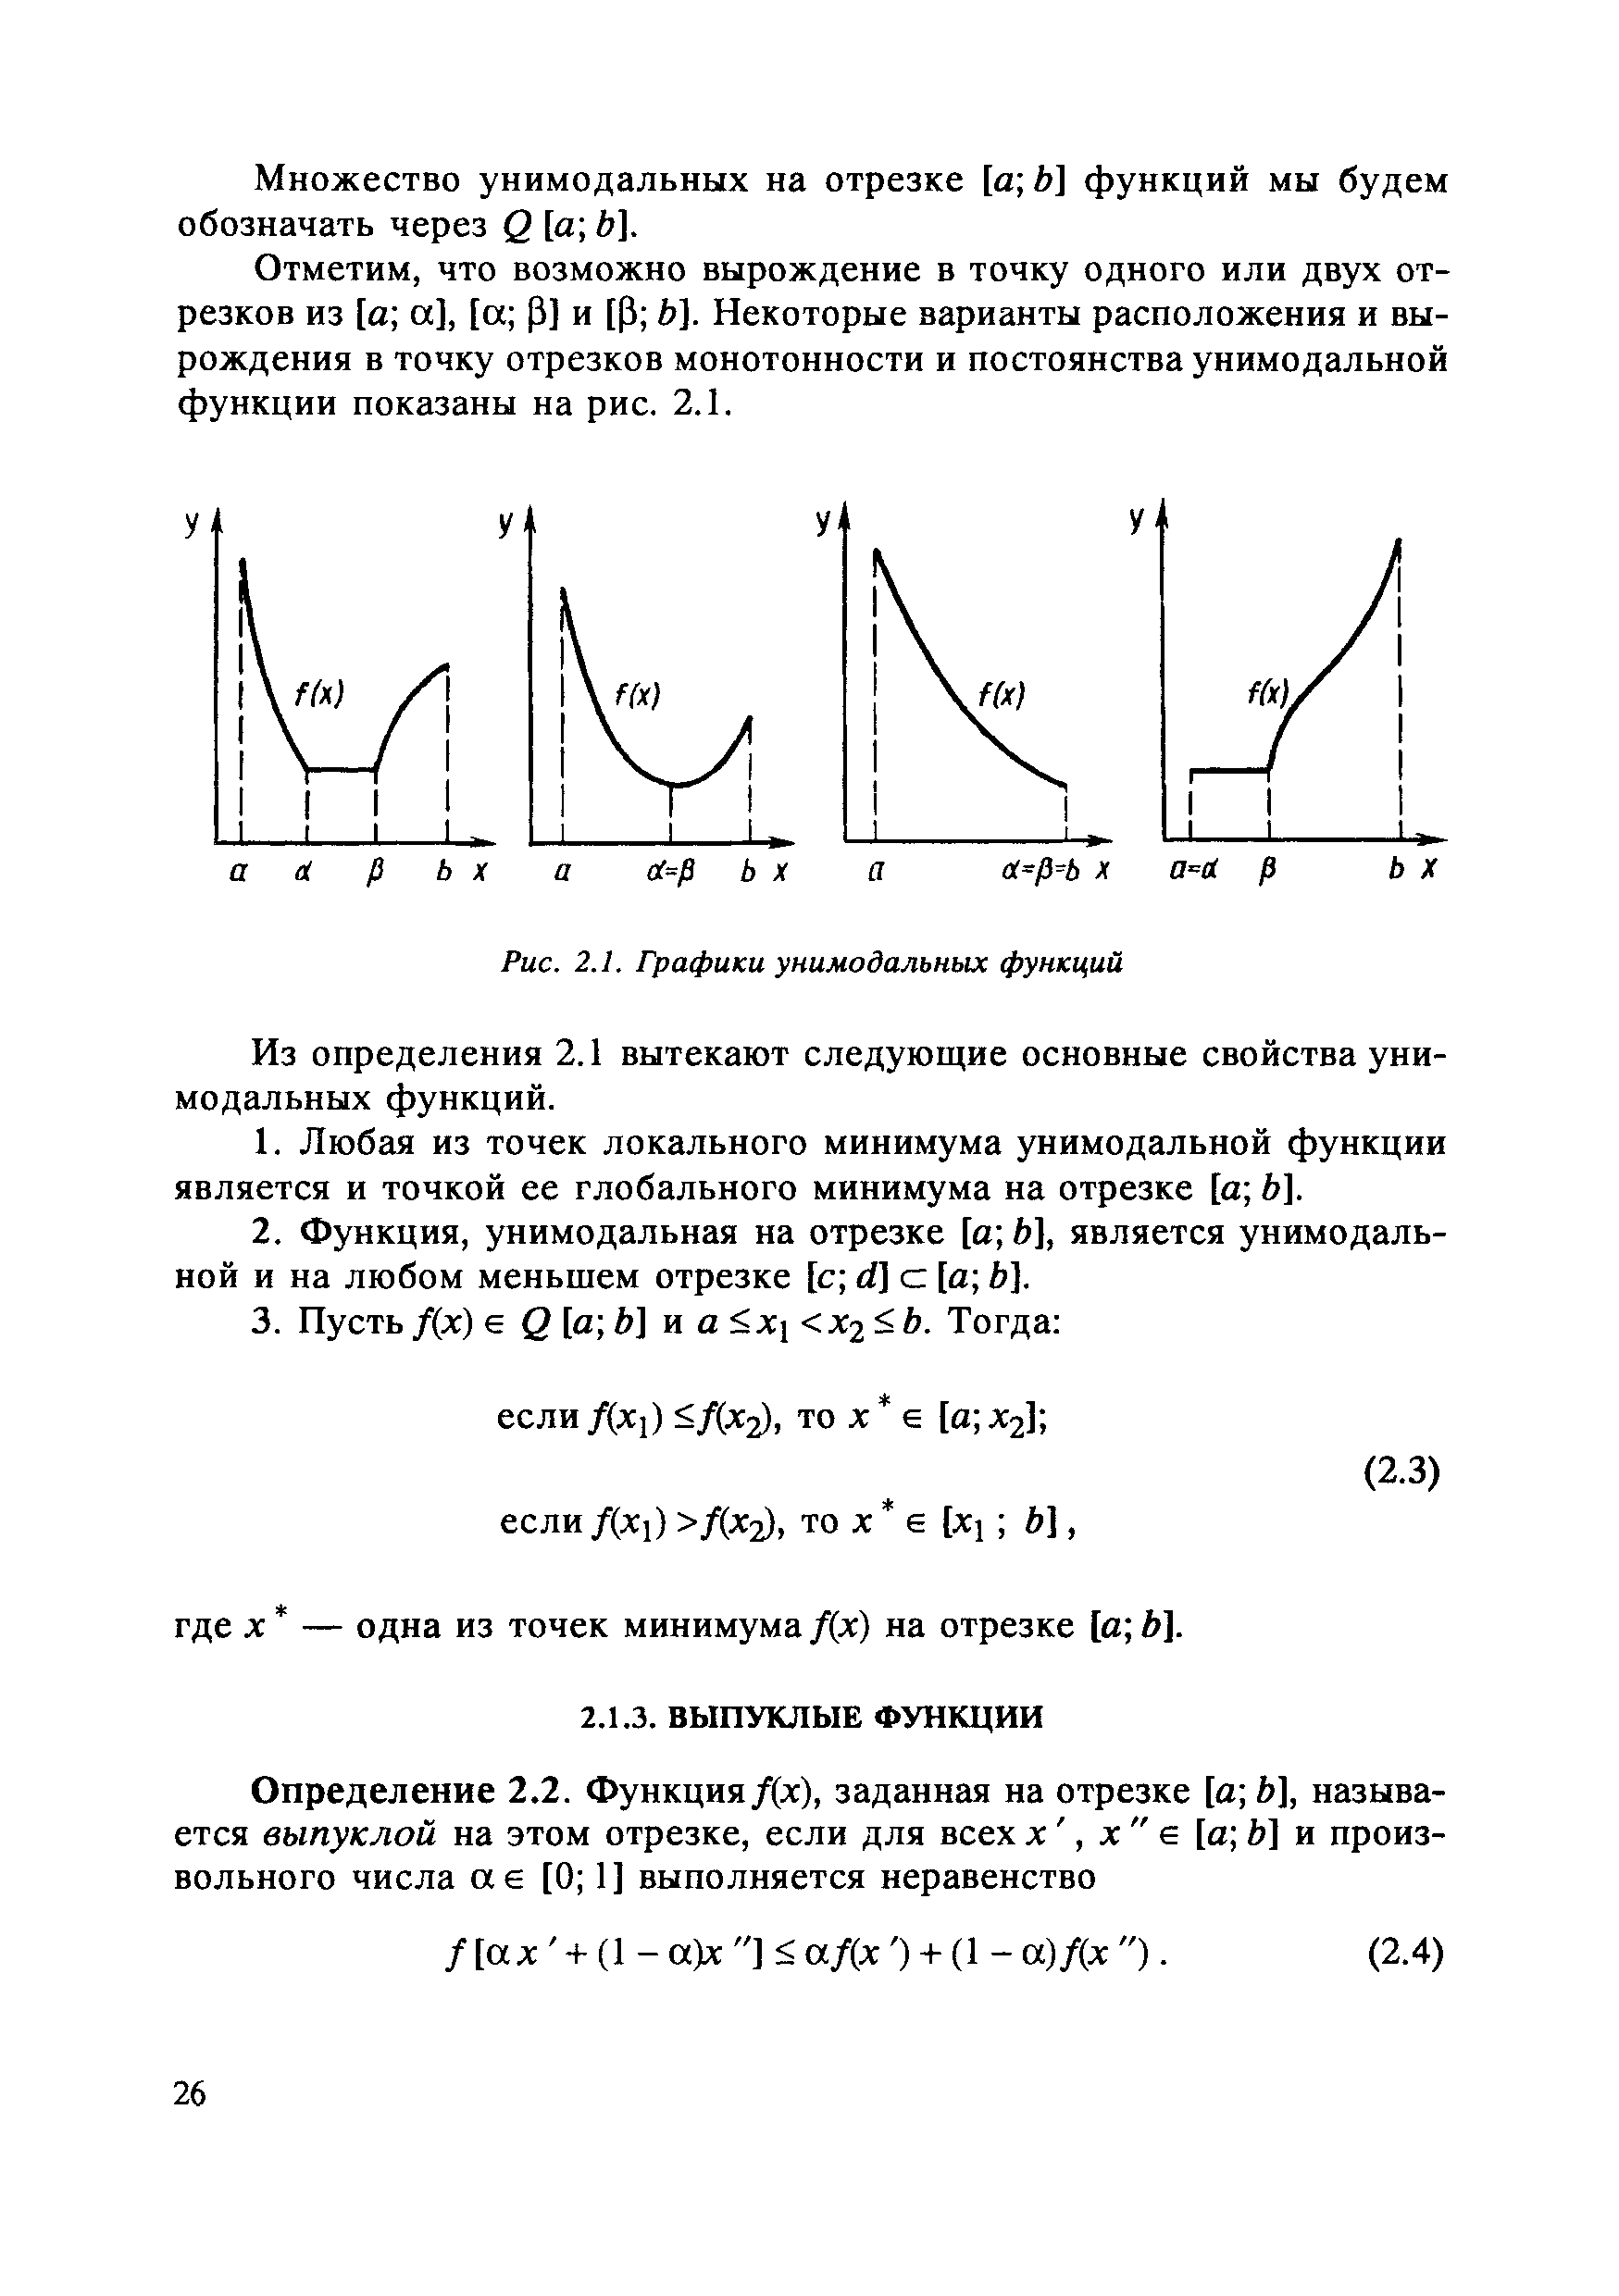 Множество унимодальных на отрезке [a; b] функций мы будем
обозначать через Q [a; b].
Отметим, что возможно вырождение в точку одного или двух от-
резков из [a; α], [α; β] и [β; b]. Некоторые варианты расположения и вы-
рождения в точку отрезков монотонности и постоянства унимодальной
функции показаны на рис. 2.1.
y y y y
f(x) f(x) f(x) f(x)
a α β b x a α=β b x a α=β=b x a=α β b x
Рис. 2.1. Графики унимодальных функций
Из определения 2.1 вытекают следующие основные свойства уни-
модальных функций.
1. Любая из точек локального минимума унимодальной функции
является и точкой ее глобального минимума на отрезке [a; b].
2. Функция, унимодальная на отрезке [a; b], является унимодаль-
ной и на любом меньшем отрезке [c; d] ⊂ [a; b].
3. Пусть f(x) ∈ Q [a; b] и a ≤ x₁ < x₂ ≤ b. Тогда:
если f(x₁) ≤ f(x₂), то x* ∈ [a; x₂];
(2.3)
если f(x₁) > f(x₂), то x* ∈ [x₁ ; b] ,
где x* — одна из точек минимума f(x) на отрезке [a; b].
2.1.3. ВЫПУКЛЫЕ ФУНКЦИИ
Определение 2.2. Функция f(x), заданная на отрезке [a; b], называ-
ется выпуклой на этом отрезке, если для всех x ′, x ″ ∈ [a; b] и произ-
вольного числа α ∈ [0; 1] выполняется неравенство
f [α x ′ + (1 − α)x ″] ≤ α f(x ′) + (1 − α) f(x ″) . (2.4)
26